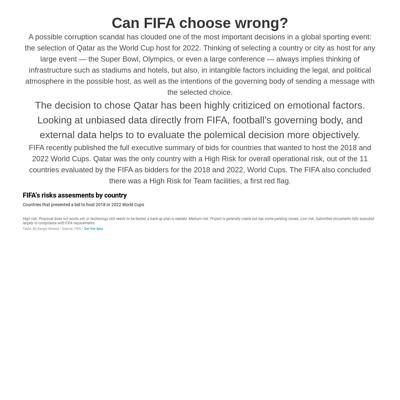 Can FIFA choose wrong?
A possible corruption scandal has clouded one of the most important decisions in a global sporting event:
the selection of Qatar as the World Cup host for 2022. Thinking of selecting a country or city as host for any
large event — the Super Bowl, Olympics, or even a large conference — always implies thinking of
infrastructure such as stadiums and hotels, but also, in intangible factors incluiding the legal, and political
atmosphere in the possible host, as well as the intentions of the governing body of sending a message with
the selected choice.
The decision to chose Qatar has been highly critiziced on emotional factors.
Looking at unbiased data directly from FIFA, football's governing body, and
external data helps to to evaluate the polemical decision more objectively.
FIFA recently published the full executive summary of bids for countries that wanted to host the 2018 and
2022 World Cups. Qatar was the only country with a High Risk for overall operational risk, out of the 11
countries evaluated by the FIFA as bidders for the 2018 and 2022, World Cups. The FIFA also concluded
there was a High Risk for Team facilities, a first red flag.
FIFA's risks assesments by country
Countries that presented a bid to host 2018 or 2022 World Cups